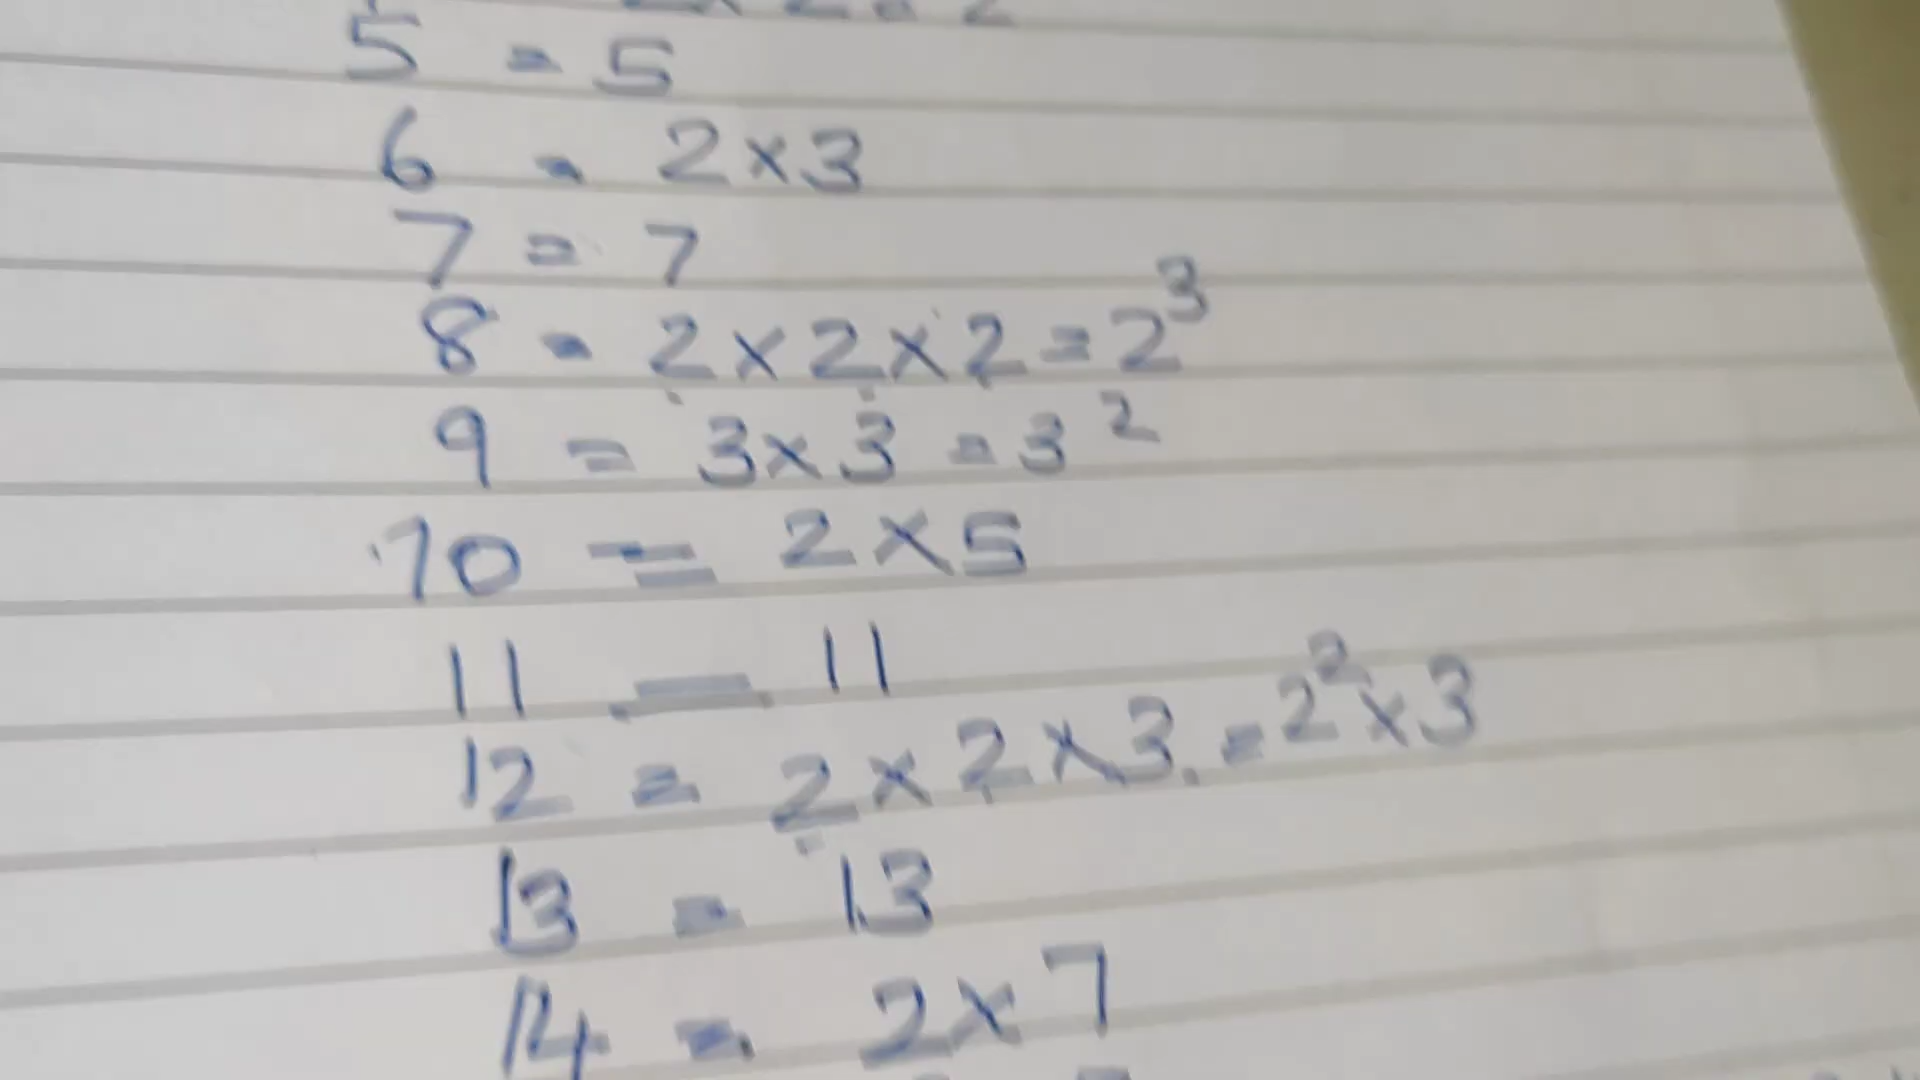 5 = 5
6 = 2 × 3
7 = 7
8 = 2 × 2 × 2 = 2³
9 = 3 × 3 = 3²
10 = 2 × 5
11 = 11
12 = 2 × 2 × 3 = 2² × 3
13 = 13
14 = 2 × 7